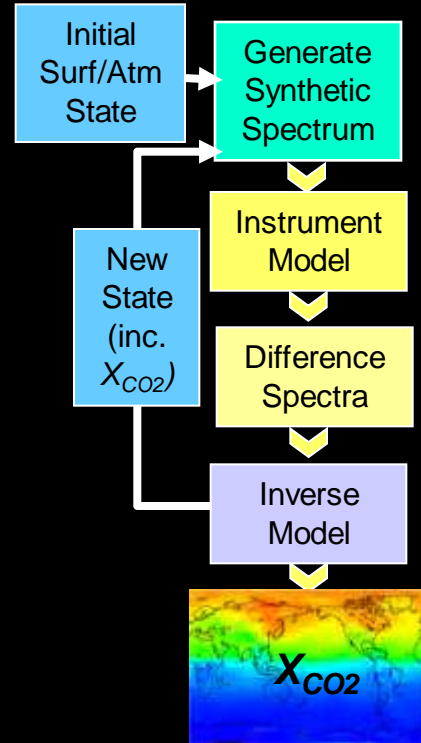 Initial
Surf/Atm
State
Generate
Synthetic
Spectrum
Instrument
Model
New
State
(inc.
XCO2)
Difference
Spectra
Inverse
Model
XCO2